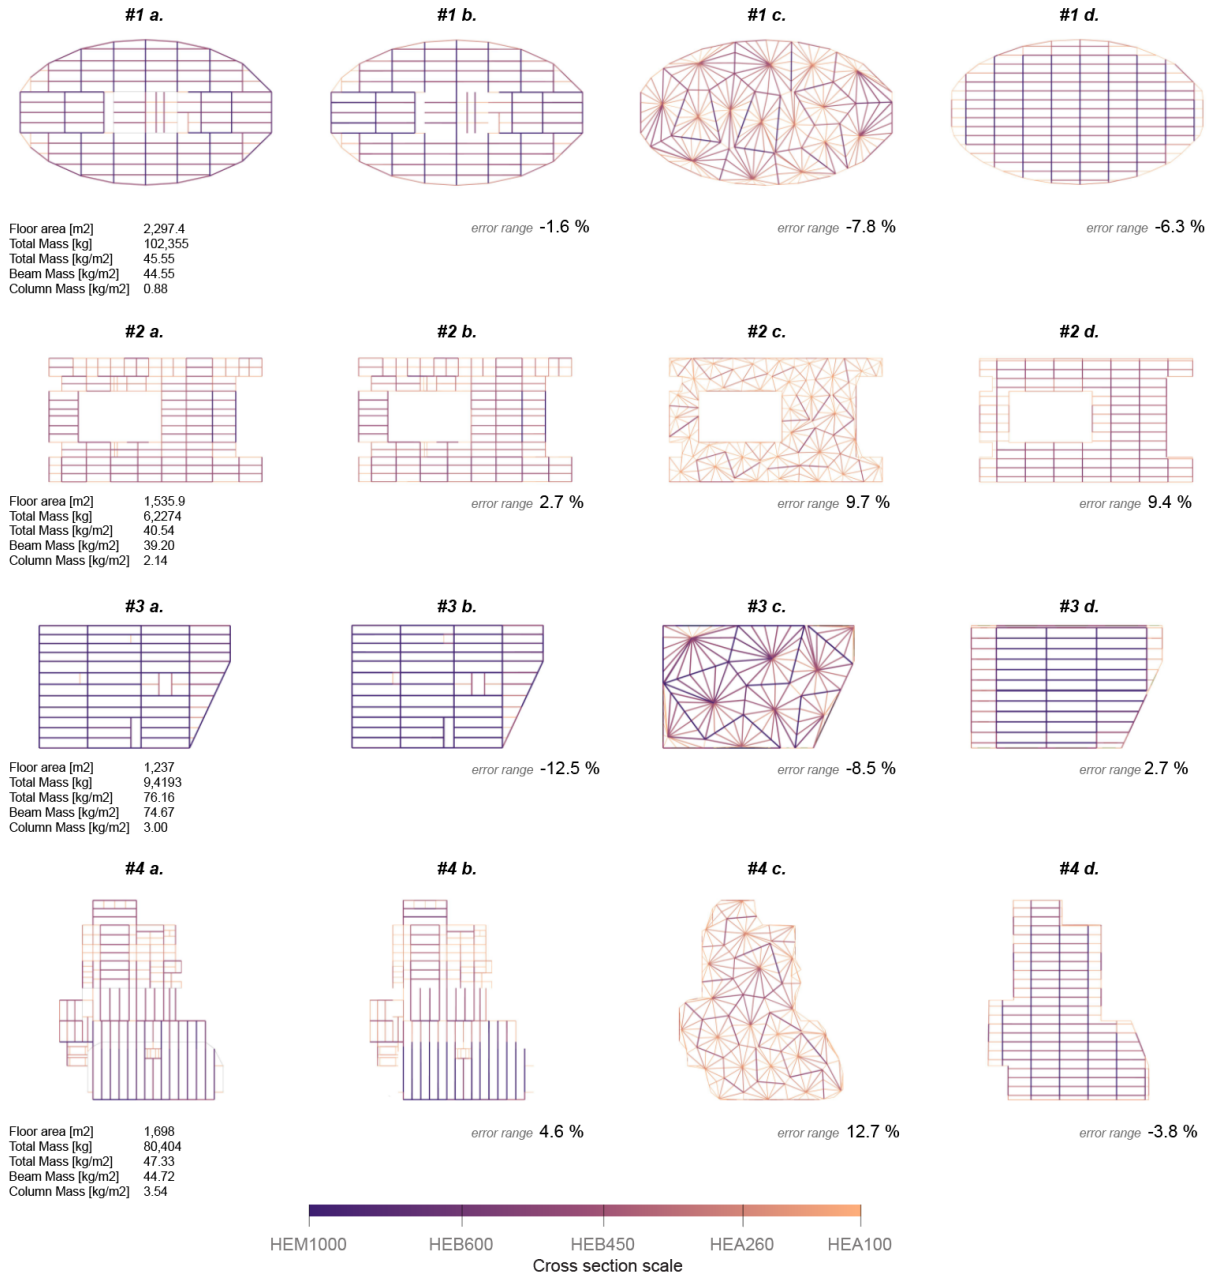 #1 a.
#1 b.
#1 c.
#1 d.
Floor area [m2] 2,297.4
Total Mass [kg] 102,355
Total Mass [kg/m2] 45.55
Beam Mass [kg/m2] 44.55
Column Mass [kg/m2] 0.88
error range -1.6 %
error range -7.8 %
error range -6.3 %
#2 a.
#2 b.
#2 c.
#2 d.
Floor area [m2] 1,535.9
Total Mass [kg] 6,2274
Total Mass [kg/m2] 40.54
Beam Mass [kg/m2] 39.20
Column Mass [kg/m2] 2.14
error range 2.7 %
error range 9.7 %
error range 9.4 %
#3 a.
#3 b.
#3 c.
#3 d.
Floor area [m2] 1,237
Total Mass [kg] 9,4193
Total Mass [kg/m2] 76.16
Beam Mass [kg/m2] 74.67
Column Mass [kg/m2] 3.00
error range -12.5 %
error range -8.5 %
error range 2.7 %
#4 a.
#4 b.
#4 c.
#4 d.
Floor area [m2] 1,698
Total Mass [kg] 80,404
Total Mass [kg/m2] 47.33
Beam Mass [kg/m2] 44.72
Column Mass [kg/m2] 3.54
error range 4.6 %
error range 12.7 %
error range -3.8 %
HEM1000 HEB600 HEB450 HEA260 HEA100
Cross section scale